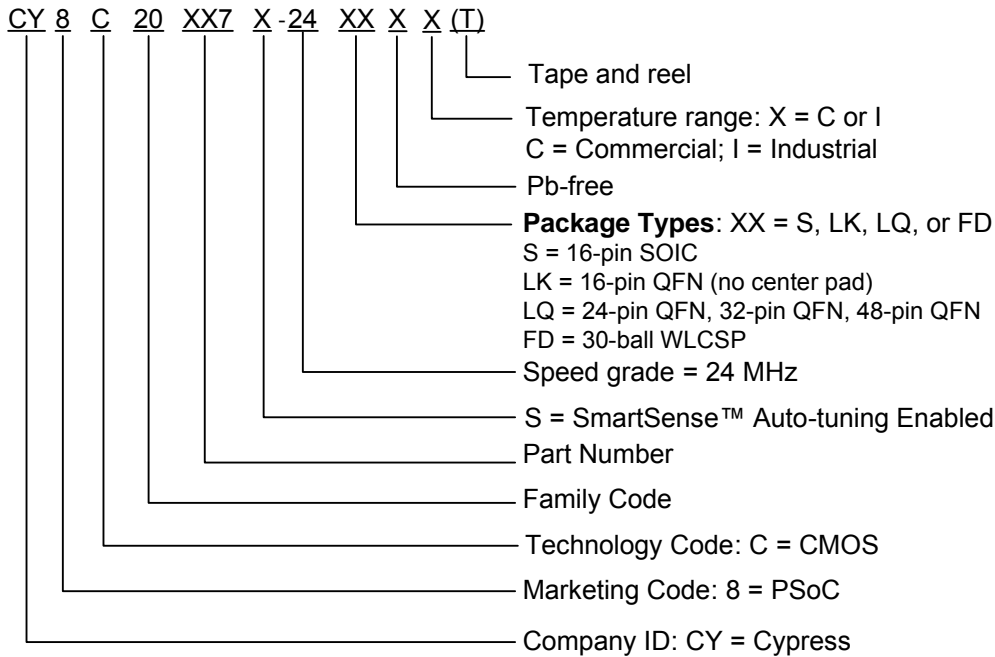 CY 8 C 20 XX7 X -24 XX X X (T)
Tape and reel
Temperature range: X = C or I
C = Commercial; I = Industrial
Pb-free
Package Types: XX = S, LK, LQ, or FD
S = 16-pin SOIC
LK = 16-pin QFN (no center pad)
LQ = 24-pin QFN, 32-pin QFN, 48-pin QFN
FD = 30-ball WLCSP
Speed grade = 24 MHz
S = SmartSense™ Auto-tuning Enabled
Part Number
Family Code
Technology Code: C = CMOS
Marketing Code: 8 = PSoC
Company ID: CY = Cypress